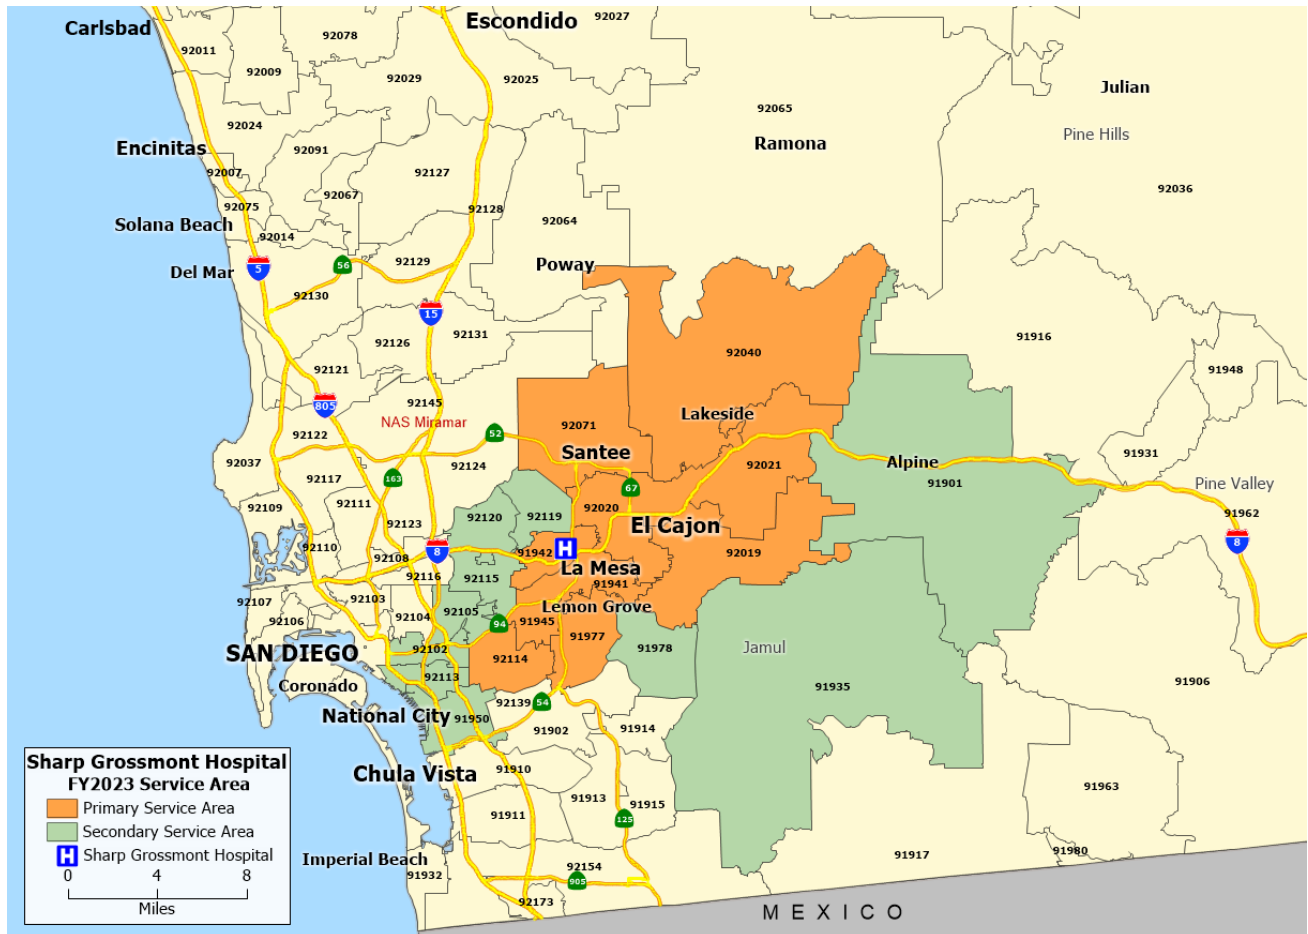 Escondido
92027
Carlsbad
92078
92011
92009
92029
92025
Julian
92065
92024
Pine Hills
Encinitas
92091
Ramona
92007
92127
92067
92036
92075
92128
Solana Beach
92064
92014
Del Mar
5
56
92129
Poway
92130
15
92131
91916
92126
92040
92121
91948
805
92145
Lakeside
NAS Miramar
92071
92122
52
Santee
91931
92037
92124
92021
Alpine
163
67
91901
Pine Valley
92117
92111
92109
92020
91962
92120
92119
El Cajon
92123
92110
8
91942
H
92019
8
92108
La Mesa
92116
92115
91941
92107
92103
Lemon Grove
92106
92104
92105
94
91945
91977
SAN DIEGO
92102
91978
Jamul
92114
92113
Coronado
91935
91906
92139
54
National City
91950
91902
91914
Chula Vista
91910
91913
91915
91963
91911
125
91917
91980
Imperial Beach
91932
92154
905
92173
MEXICO
Sharp Grossmont Hospital
FY2023 Service Area
Primary Service Area
Secondary Service Area
H Sharp Grossmont Hospital
0 4 8
Miles